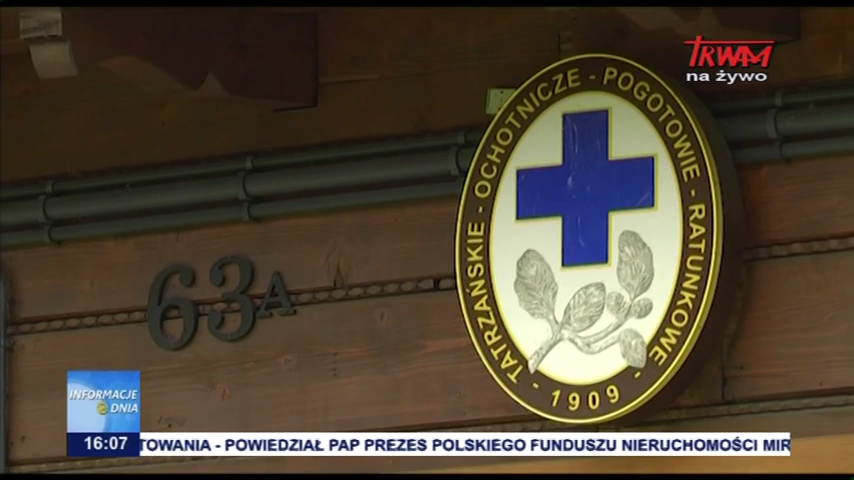 TRWAM
na żywo
TATRZAŃSKIE - OCHOTNICZE - POGOTOWIE - RATUNKOWE -
- 1909 -
63A
INFORMACJE
DNIA
16:07
TOWANIA - POWIEDZIAŁ PAP PREZES POLSKIEGO FUNDUSZU NIERUCHOMOŚCI MIR